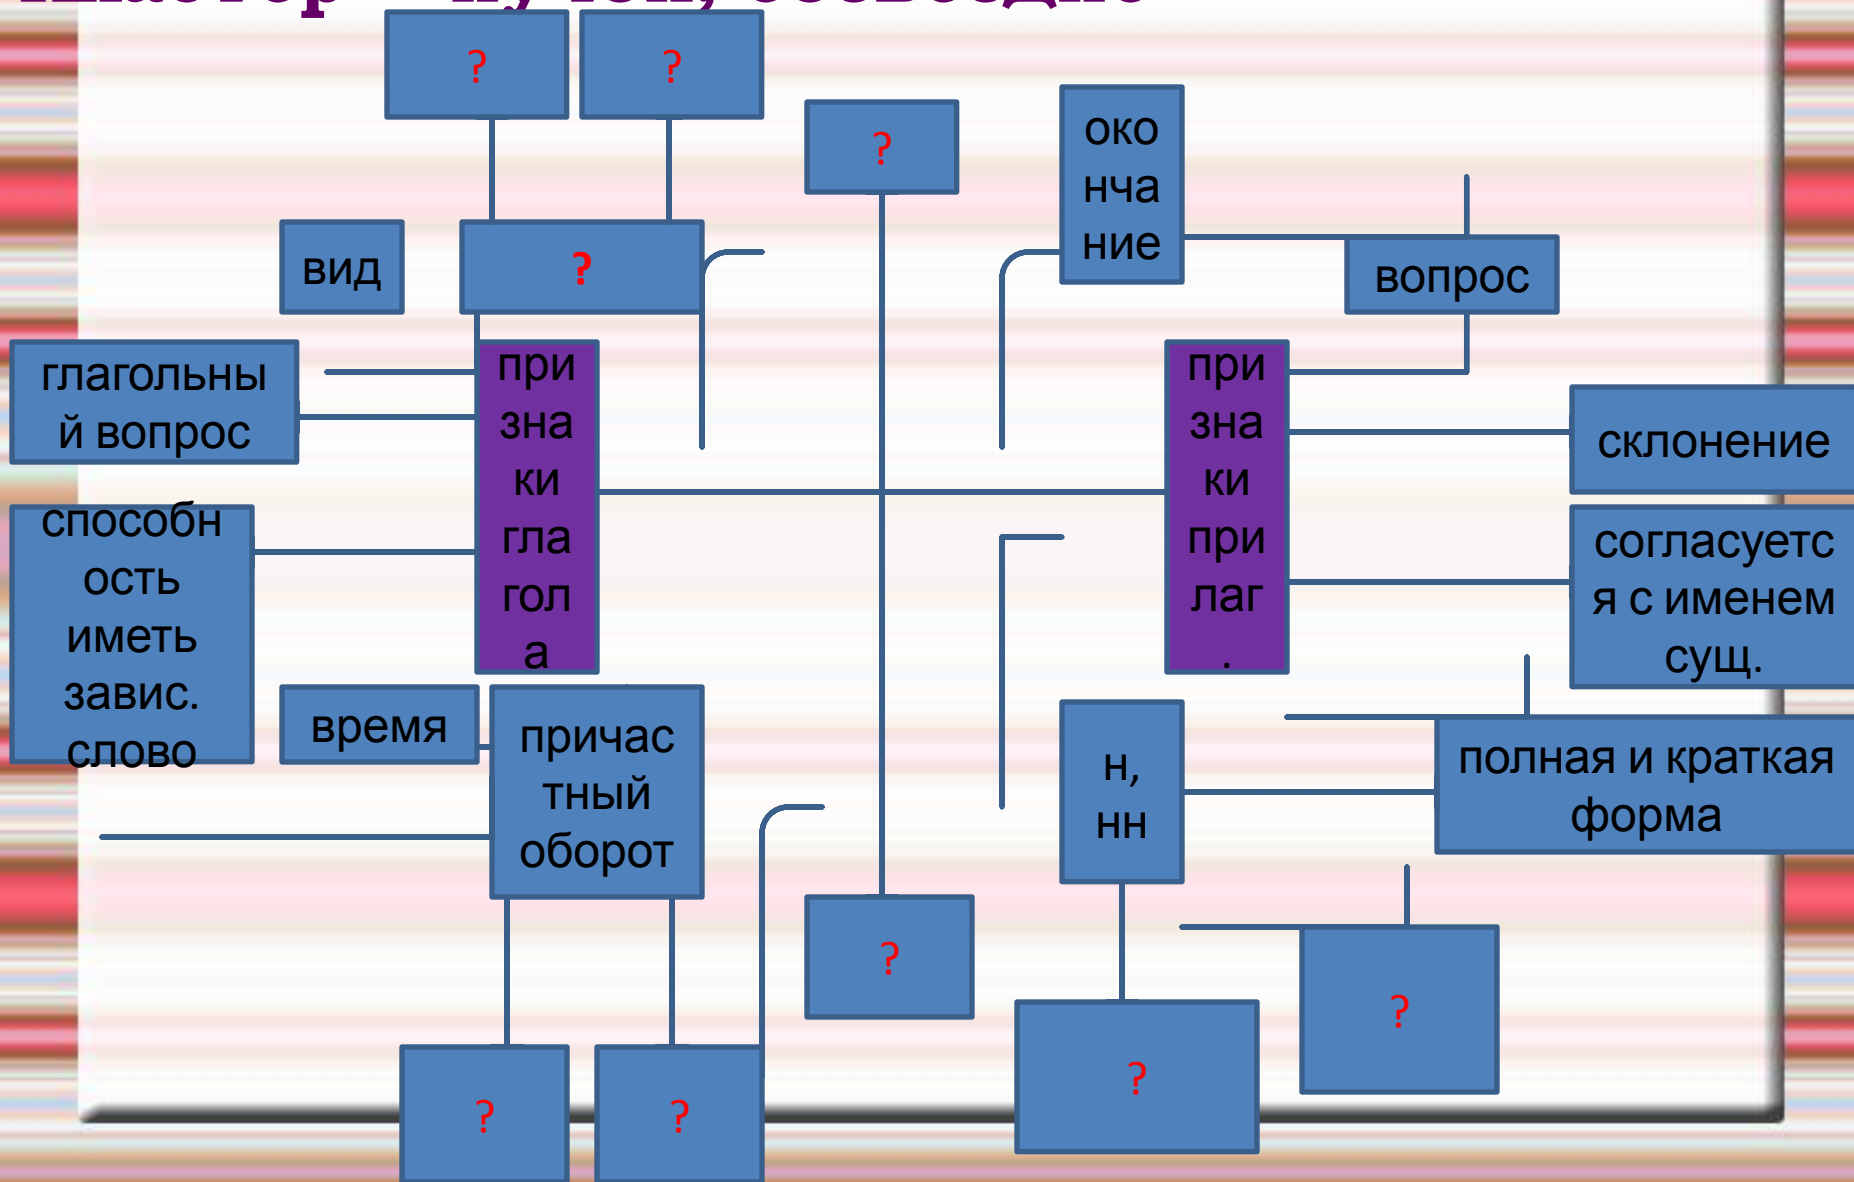 ?
?
?
око
нча
ние
вид
?
вопрос
глагольны
й вопрос
при
зна
ки
гла
гол
а
при
зна
ки
при
лаг
.
склонение
способн
ость
иметь
завис.
слово
согласуетс
я с именем
сущ.
время
причас
тный
оборот
н,
нн
полная и краткая
форма
?
?
?
?
?